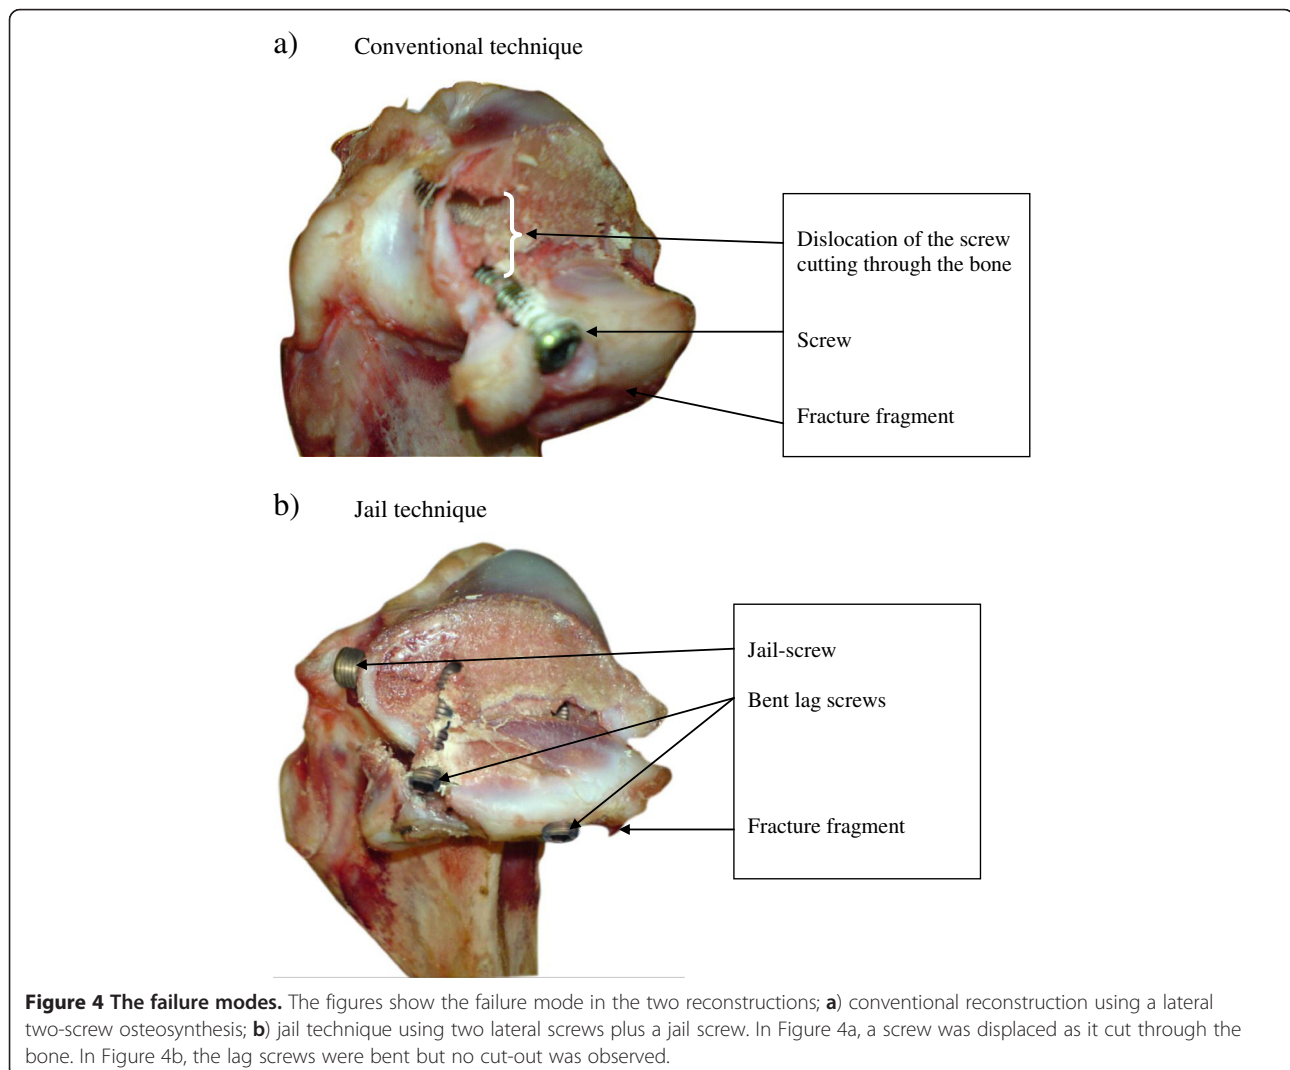 a) Conventional technique
Dislocation of the screw
cutting through the bone
Screw
Fracture fragment
b) Jail technique
Jail-screw
Bent lag screws
Fracture fragment
Figure 4 The failure modes. The figures show the failure mode in the two reconstructions; a) conventional reconstruction using a lateral
two-screw osteosynthesis; b) jail technique using two lateral screws plus a jail screw. In Figure 4a, a screw was displaced as it cut through the
bone. In Figure 4b, the lag screws were bent but no cut-out was observed.